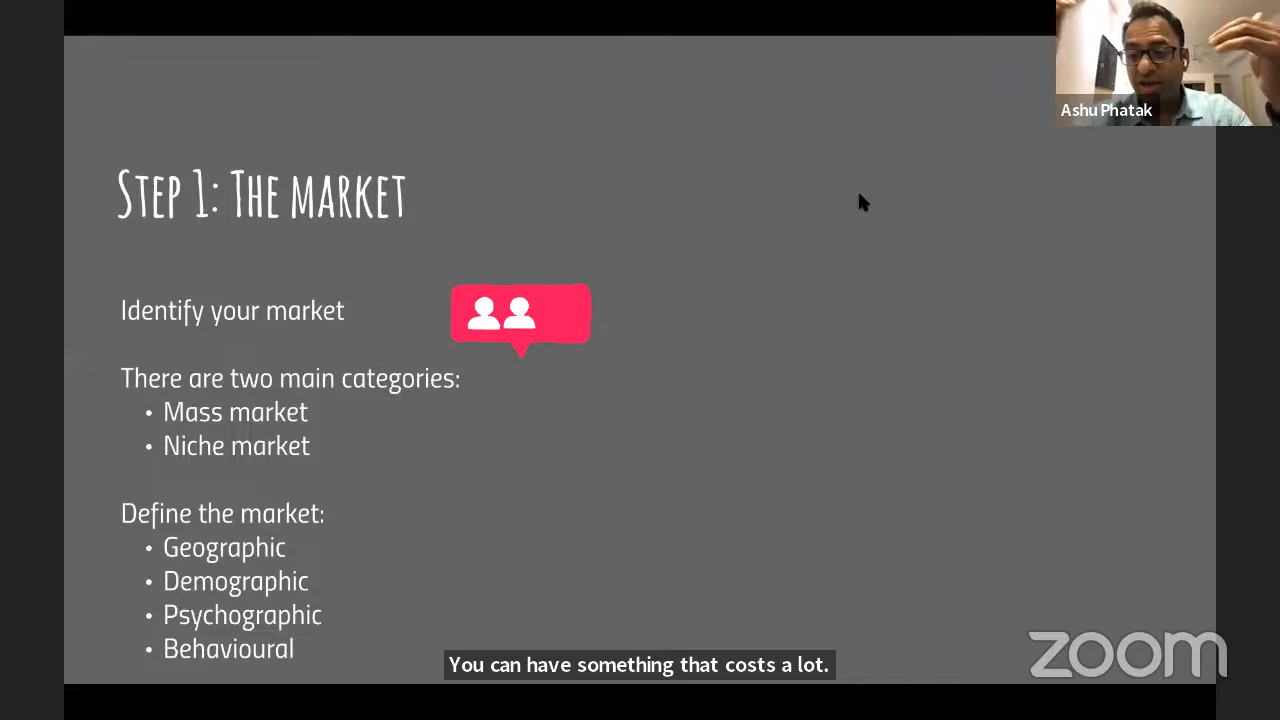 Ashu Phatak
Step 1: The market
Identify your market
There are two main categories:
• Mass market
• Niche market
Define the market:
• Geographic
• Demographic
• Psychographic
• Behavioural
You can have something that costs a lot.
zoom